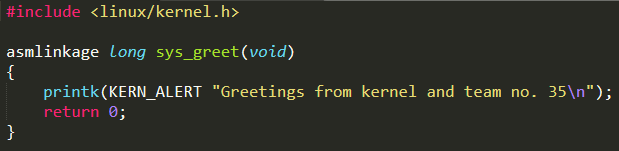 #include <linux/kernel.h>
asmlinkage long sys_greet(void)
{
printk(KERN_ALERT "Greetings from kernel and team no. 35\n");
return 0;
}